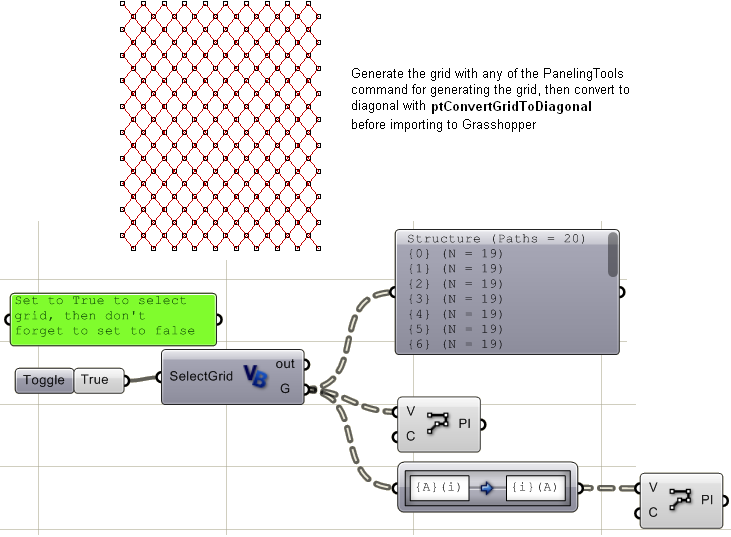 Generate the grid with any of the PanelingTools
command for generating the grid, then convert to
diagonal with ptConvertGridToDiagonal
before importing to Grasshopper
Structure (Paths = 20)
{0} (N = 19)
{1} (N = 19)
{2} (N = 19)
{3} (N = 19)
{4} (N = 19)
{5} (N = 19)
{6} (N = 19)
Set to True to select
grid, then don't
forget to set to false
Toggle True
SelectGrid VB out
G
V
C
Pl
{A}(i) {i}(A)
V
C
Pl